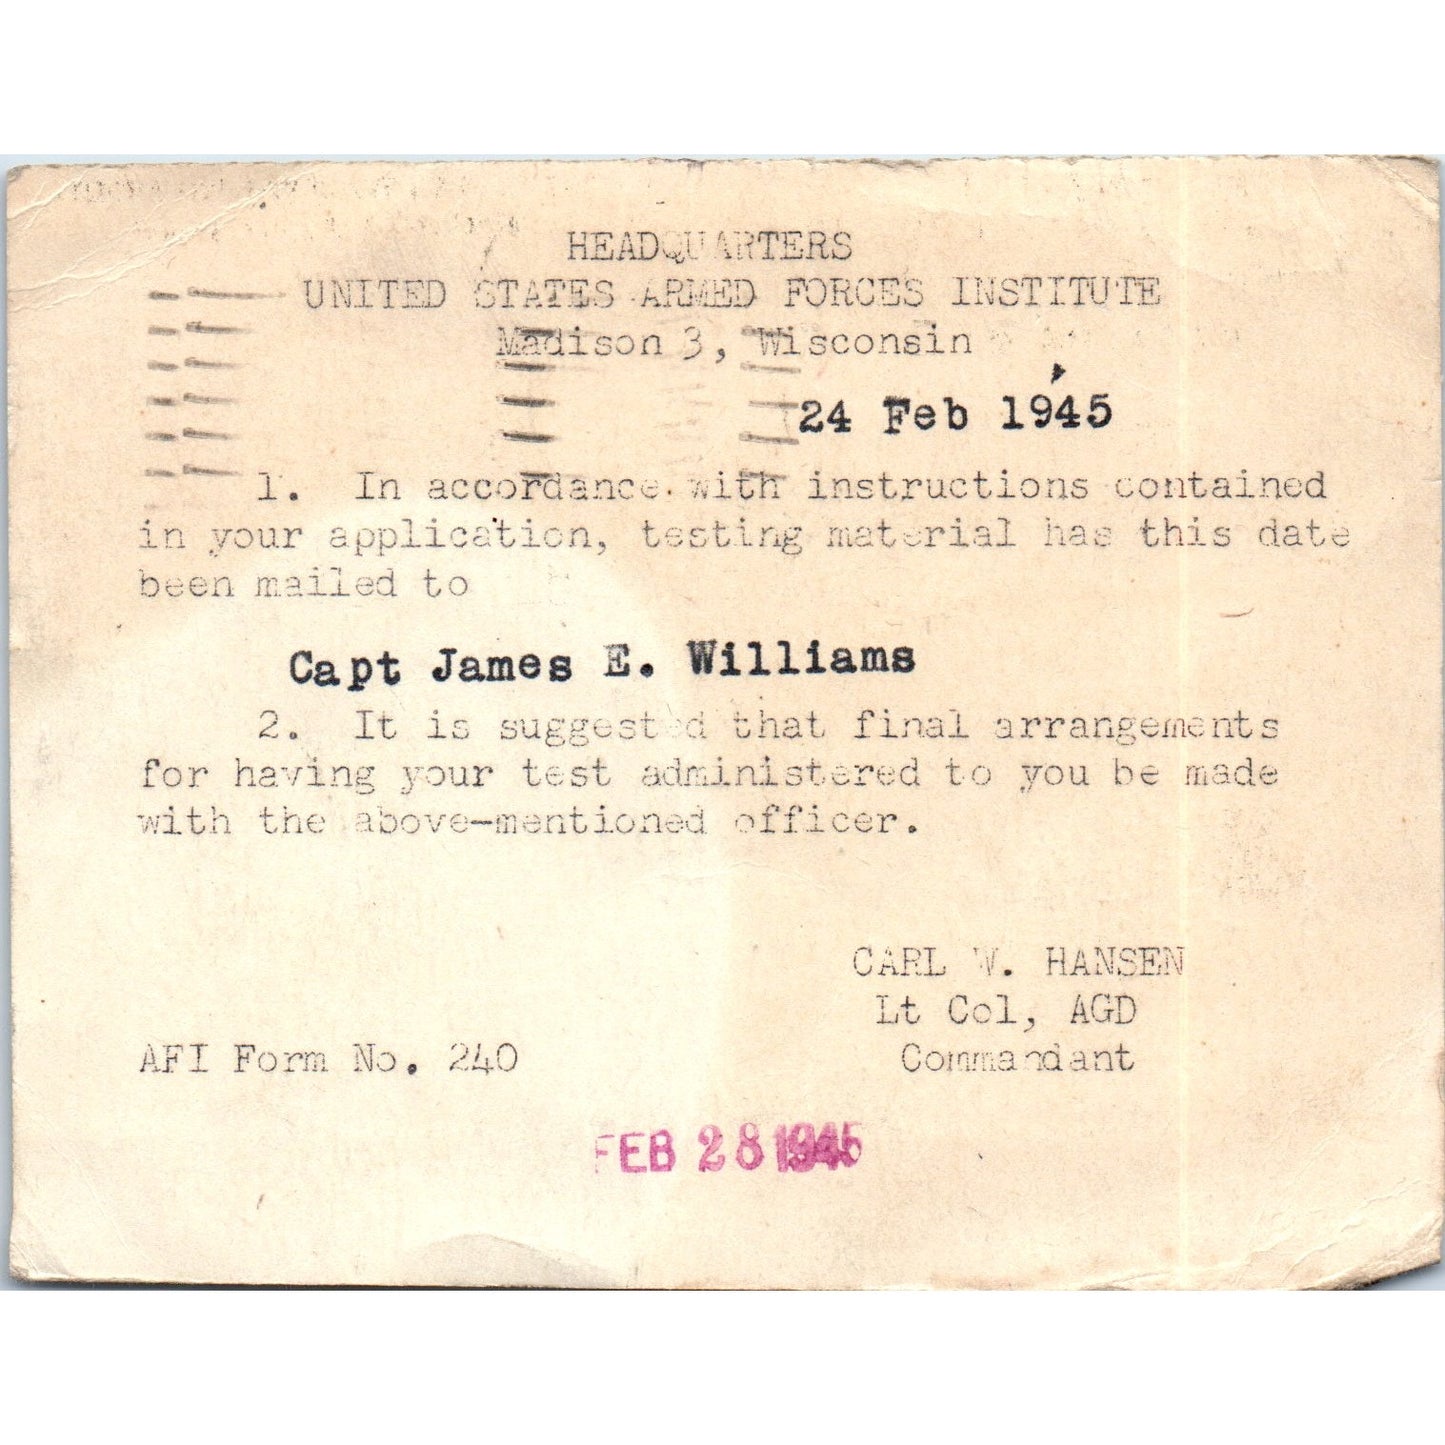 HEADQUARTERS
UNITED STATES ARMED FORCES INSTITUTE
Madison 3, Wisconsin
24 Feb 1945
1. In accordance with instructions contained
in your application, testing material has this date
been mailed to
Capt James E. Williams
2. It is suggested that final arrangements
for having your test administered to you be made
with the above-mentioned officer.
CARL W. HANSEN
Lt Col, AGD
AFI Form No. 240 Commandant
FEB 28 1945